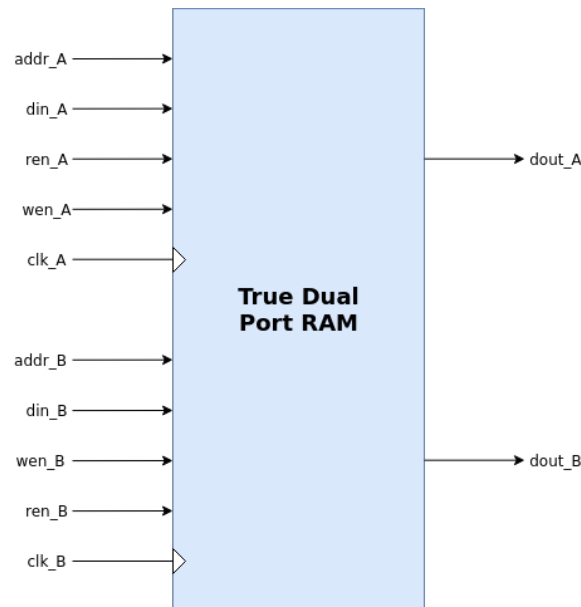 addr_A
din_A
ren_A
dout_A
wen_A
clk_A
True Dual
Port RAM
addr_B
din_B
wen_B
dout_B
ren_B
clk_B